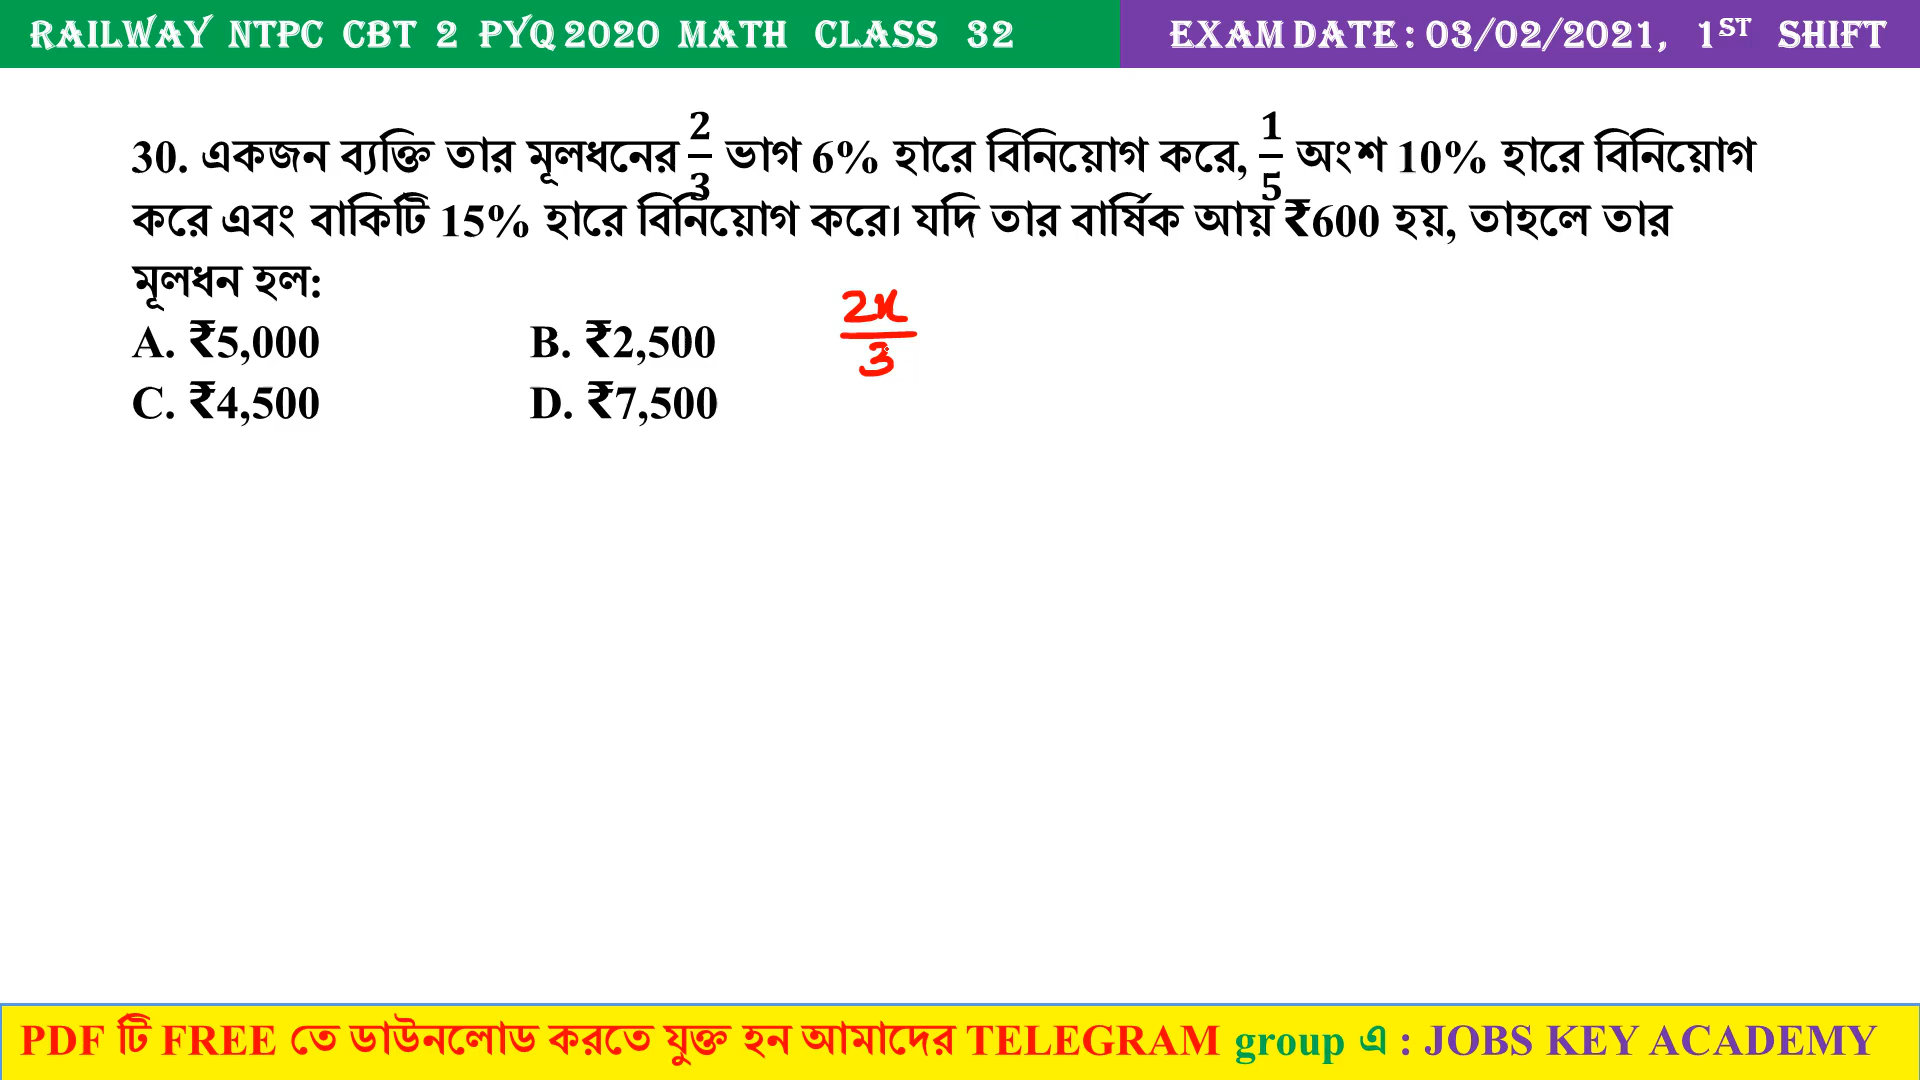 RAILWAY NTPC CBT 2 PYQ 2020 MATH CLASS 32
EXAM DATE : 03/02/2021, 1ST SHIFT
30. একজন ব্যক্তি তার মূলধনের 2/3 ভাগ 6% হারে বিনিয়োগ করে, 1/5 অংশ 10% হারে বিনিয়োগ
করে এবং বাকিটি 15% হারে বিনিয়োগ করে। যদি তার বার্ষিক আয় ₹600 হয়, তাহলে তার
মূলধন হল:
A. ₹5,000 B. ₹2,500
C. ₹4,500 D. ₹7,500
2x/3
PDF টি FREE তে ডাউনলোড করতে যুক্ত হন আমাদের TELEGRAM group এ : JOBS KEY ACADEMY